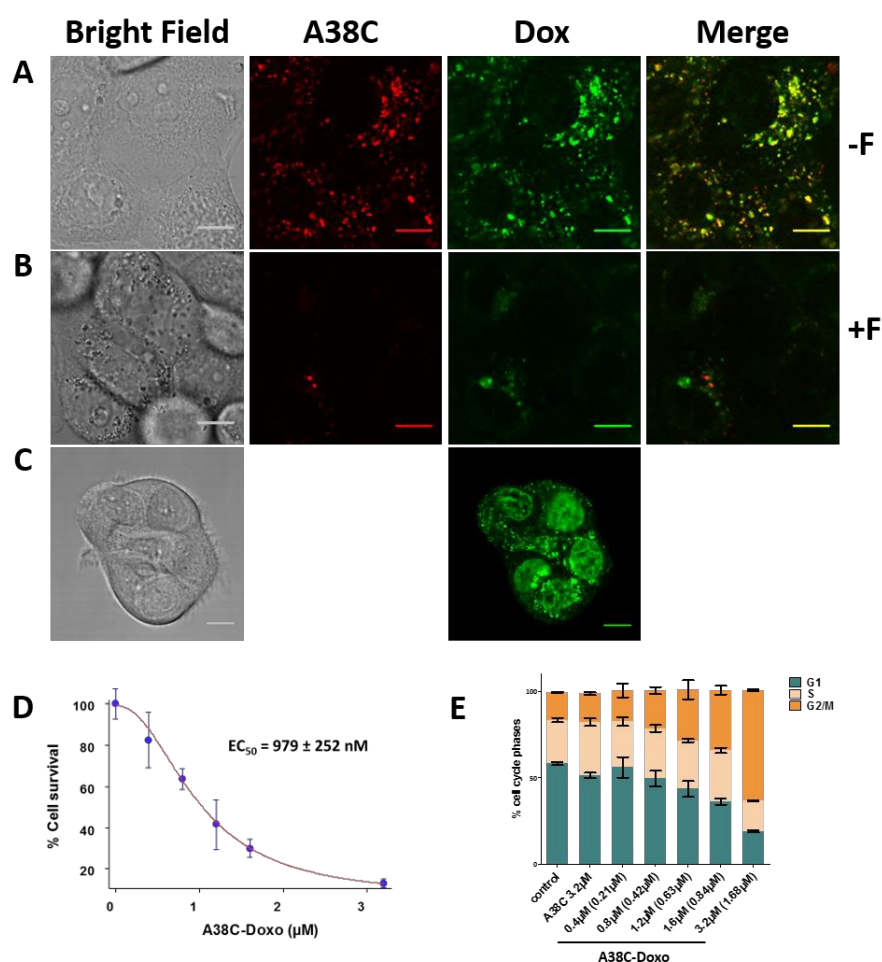 Bright Field A38C Dox Merge
A
-F
B
+F
C
D
100
80
60
40
20
% Cell survival
EC50 = 979 ± 252 nM
0 1 2 3
A38C-Doxo (µM)
E
100
50
0
% cell cycle phases
G1
S
G2/M
control
A38C 3.2µM
0.4µM (0.21µM)
0.8µM (0.42µM)
1.2µM (0.63µM)
1.6µM (0.84µM)
3.2µM (1.68µM)
A38C-Doxo